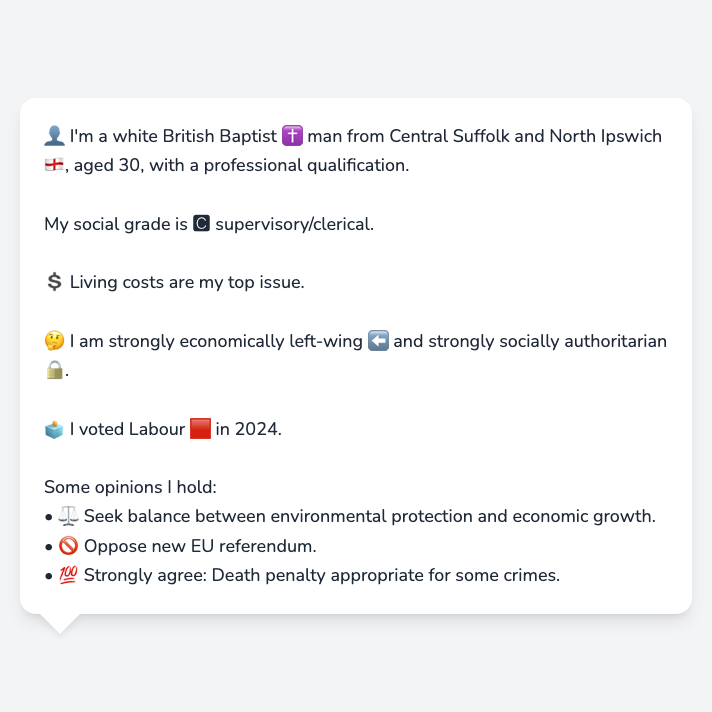 👤 I'm a white British Baptist ✝️ man from Central Suffolk and North Ipswich
🏴󠁧󠁢󠁥󠁮󠁧󠁿, aged 30, with a professional qualification.
My social grade is 🅲 supervisory/clerical.
💲 Living costs are my top issue.
🤔 I am strongly economically left-wing ⬅️ and strongly socially authoritarian
🔒.
🗳️ I voted Labour 🟥 in 2024.
Some opinions I hold:
• ⚖️ Seek balance between environmental protection and economic growth.
• 🚫 Oppose new EU referendum.
• 💯 Strongly agree: Death penalty appropriate for some crimes.